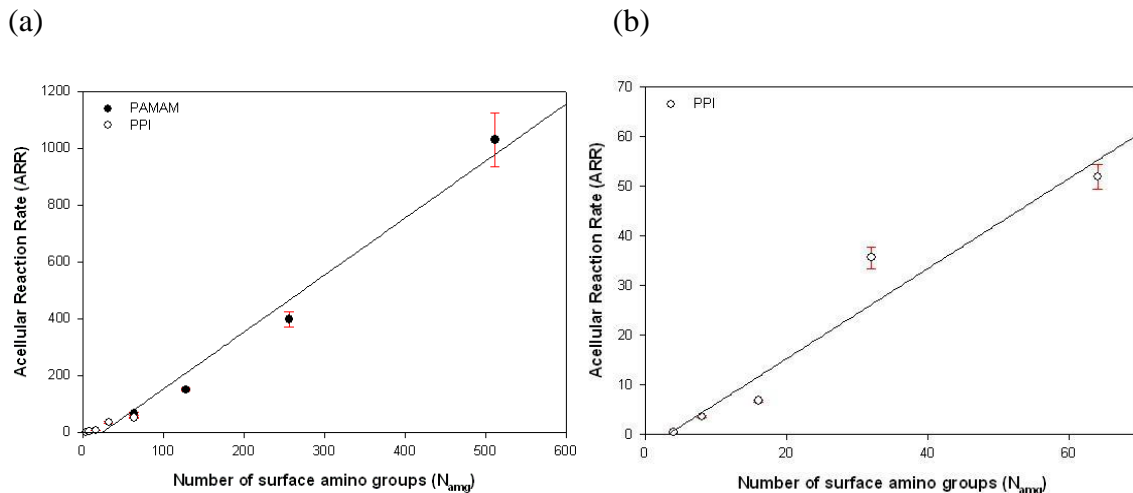 (a)
1200
1000
800
600
400
200
0
Acellular Reaction Rate (ARR)
PAMAM
PPI
0 100 200 300 400 500 600
Number of surface amino groups (Namg)
(b)
70
60
50
40
30
20
10
0
Acellular Reaction Rate (ARR)
PPI
0 20 40 60
Number of surface amino groups (Namg)